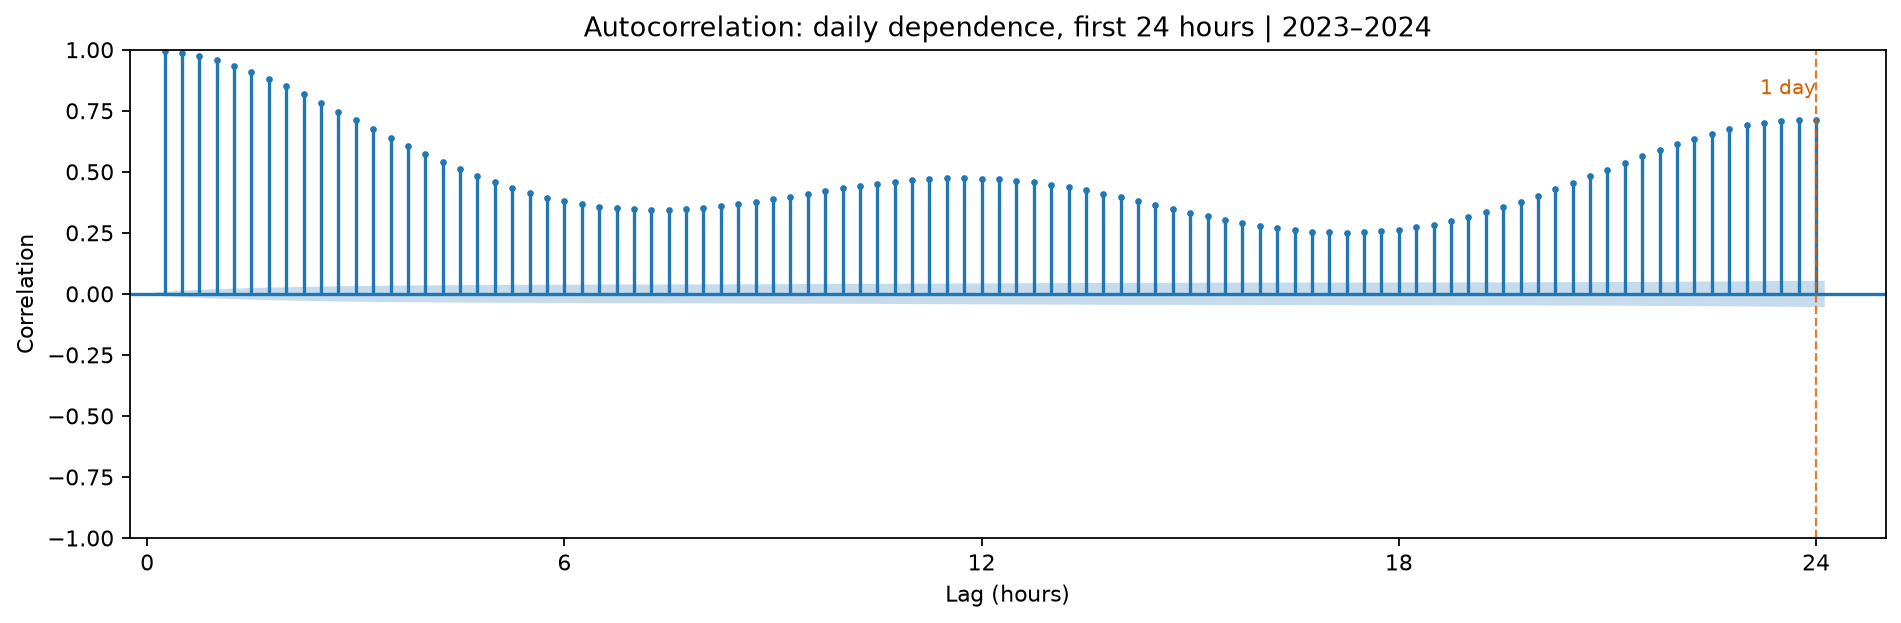 Autocorrelation: daily dependence, first 24 hours | 2023–2024
1.00
0.75
0.50
0.25
0.00
−0.25
−0.50
−0.75
−1.00
Correlation
1 day
0 6 12 18 24
Lag (hours)